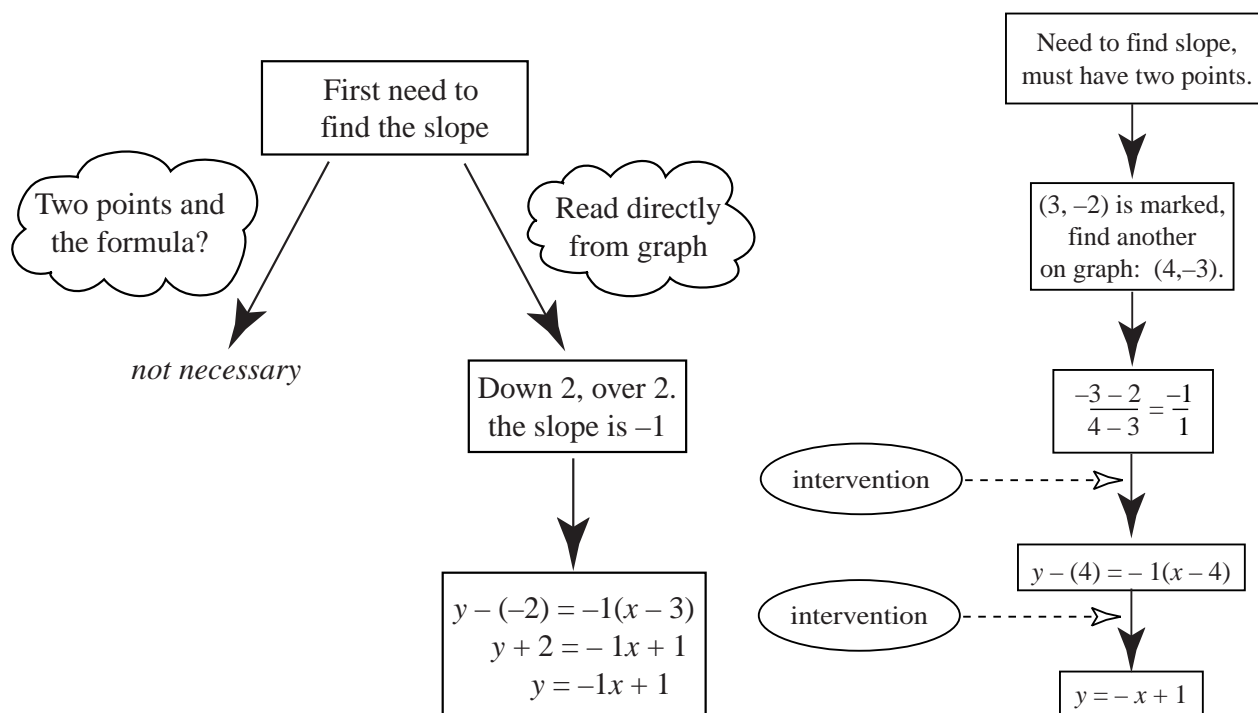 First need to
find the slope
Two points and
the formula?
Read directly
from graph
not necessary
Down 2, over 2.
the slope is –1
y – (–2) = –1(x – 3)
y + 2 = – 1x + 1
y = –1x + 1
Need to find slope,
must have two points.
(3, –2) is marked,
find another
on graph: (4,–3).
–3 – 2
4 – 3
=
–1
1
intervention
y – (4) = – 1(x – 4)
intervention
y = – x + 1